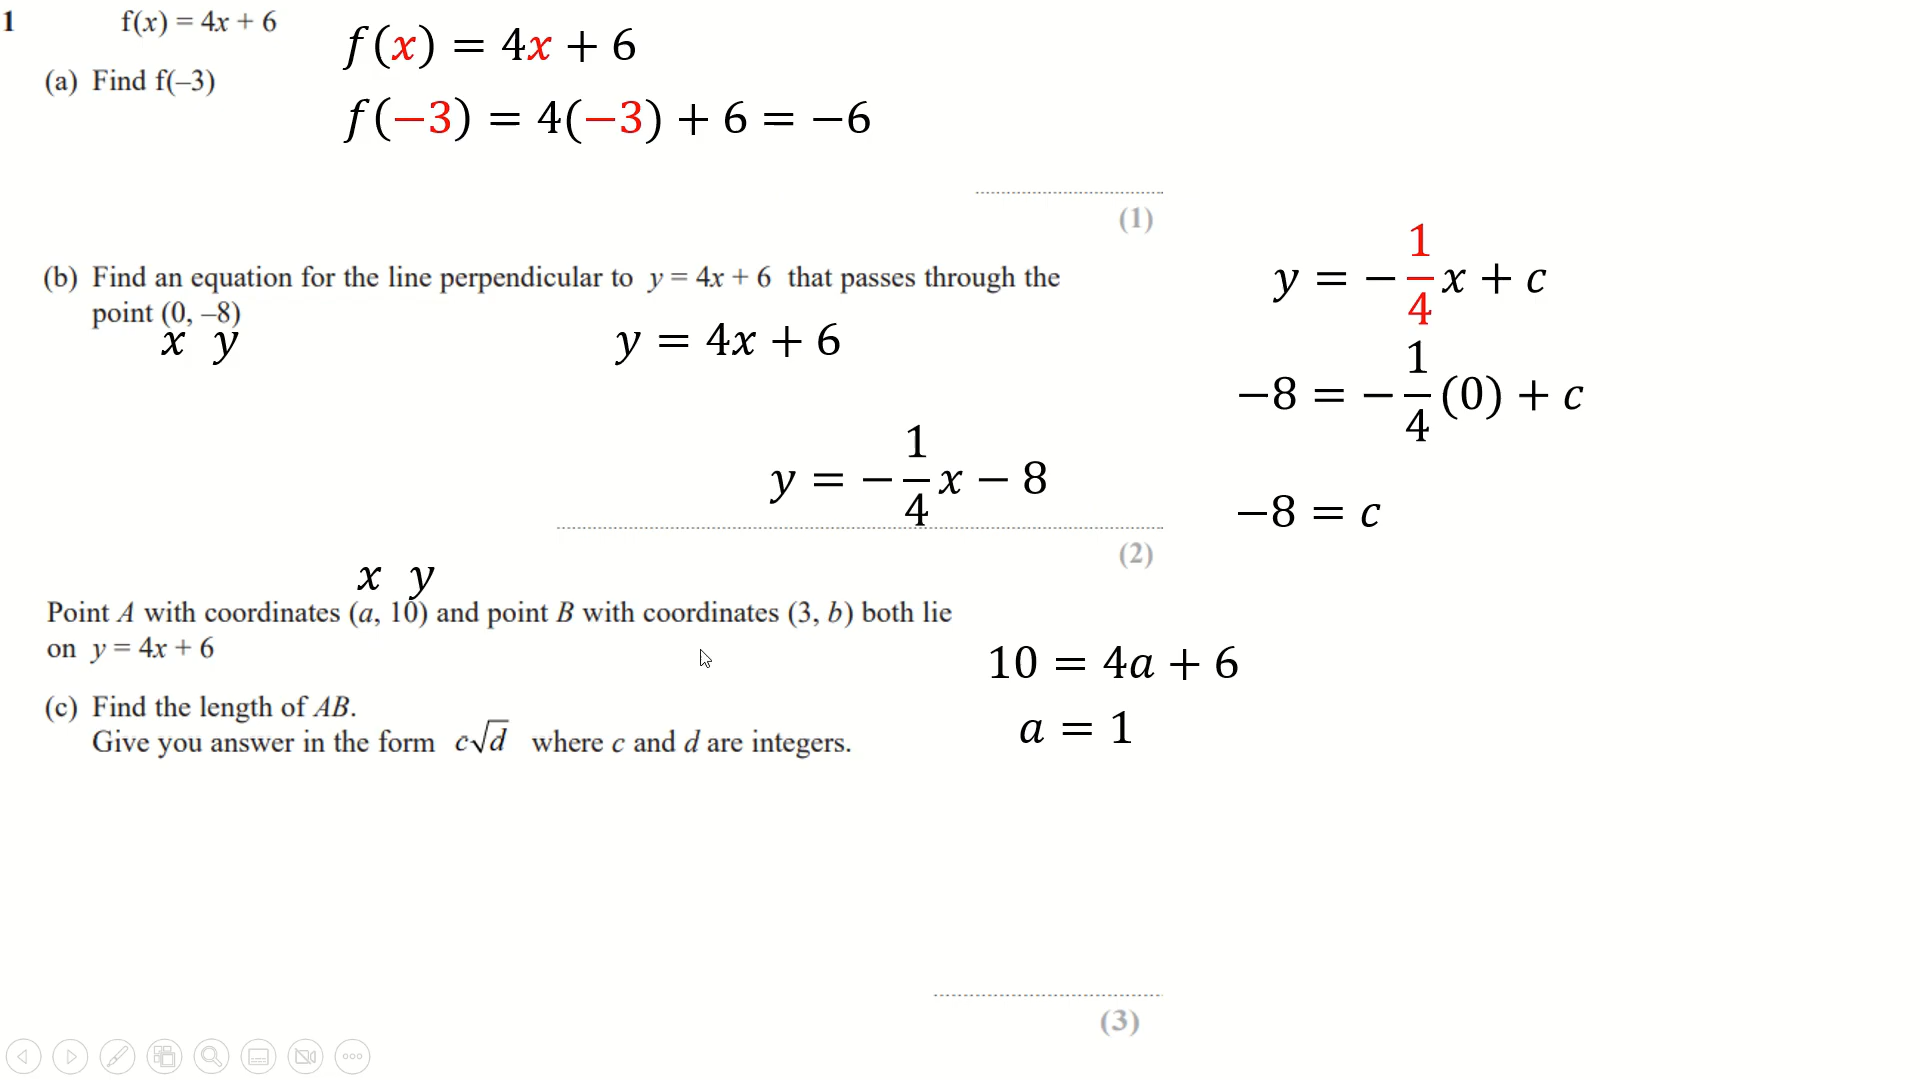 1 f(x) = 4x + 6
f(x) = 4x + 6
(a) Find f(–3)
f(−3) = 4(−3) + 6 = −6
(1)
(b) Find an equation for the line perpendicular to y = 4x + 6 that passes through the
point (0, –8)
x y
y = 4x + 6
y = −1/4 x − 8
(2)
y = −1/4 x + c
−8 = −1/4 (0) + c
−8 = c
x y
Point A with coordinates (a, 10) and point B with coordinates (3, b) both lie
on y = 4x + 6
(c) Find the length of AB.
Give you answer in the form c√d where c and d are integers.
10 = 4a + 6
a = 1
(3)